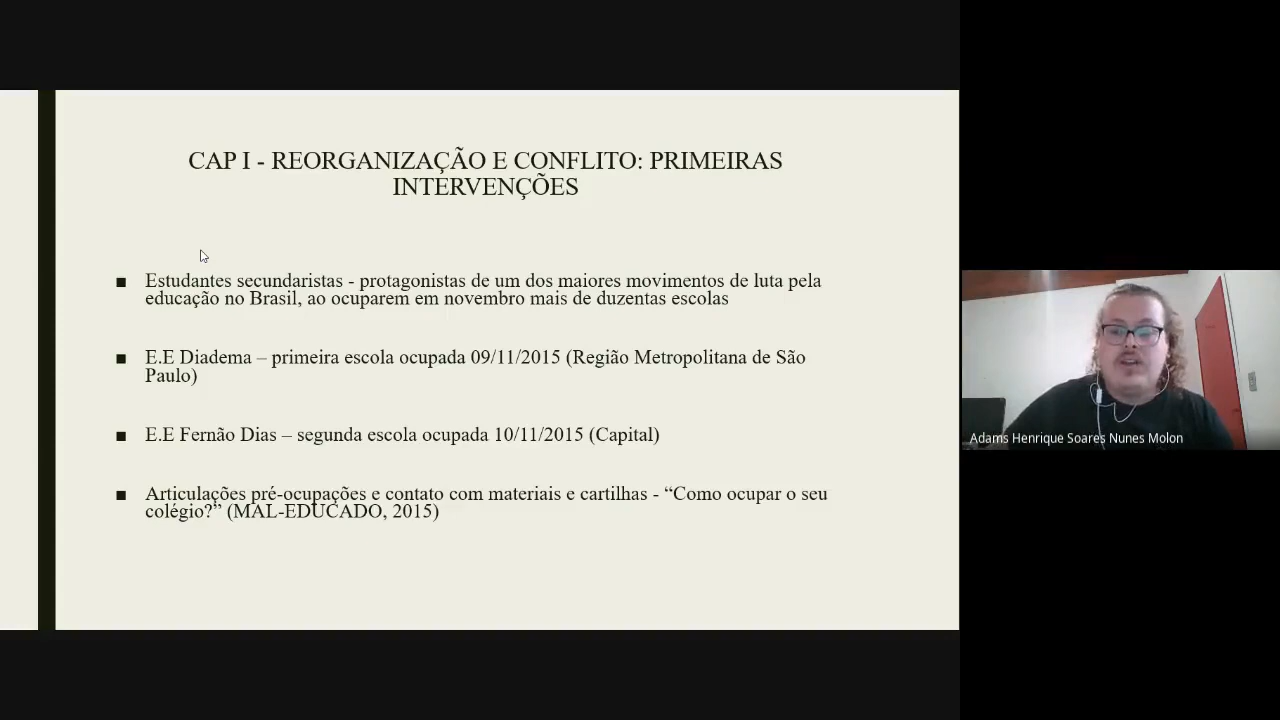 CAP I - REORGANIZAÇÃO E CONFLITO: PRIMEIRAS
INTERVENÇÕES
■ Estudantes secundaristas - protagonistas de um dos maiores movimentos de luta pela
educação no Brasil, ao ocuparem em novembro mais de duzentas escolas
■ E.E Diadema – primeira escola ocupada 09/11/2015 (Região Metropolitana de São
Paulo)
■ E.E Fernão Dias – segunda escola ocupada 10/11/2015 (Capital)
■ Articulações pré-ocupações e contato com materiais e cartilhas - “Como ocupar o seu
colégio?” (MAL-EDUCADO, 2015)
Adams Henrique Soares Nunes Molon